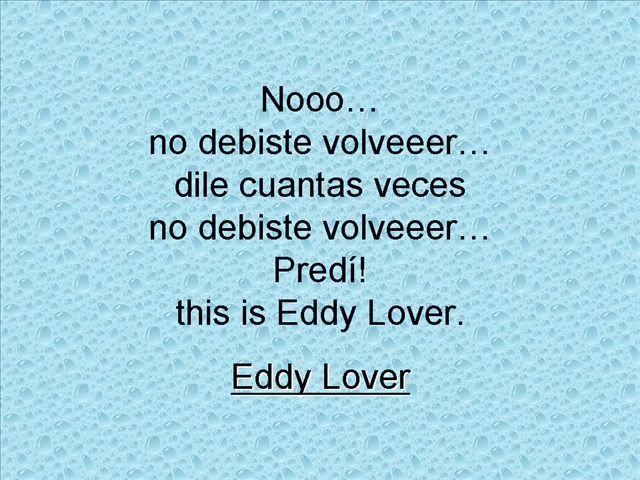 Nooo…
no debiste volveeer…
dile cuantas veces
no debiste volveeer…
Predí!
this is Eddy Lover.
Eddy Lover